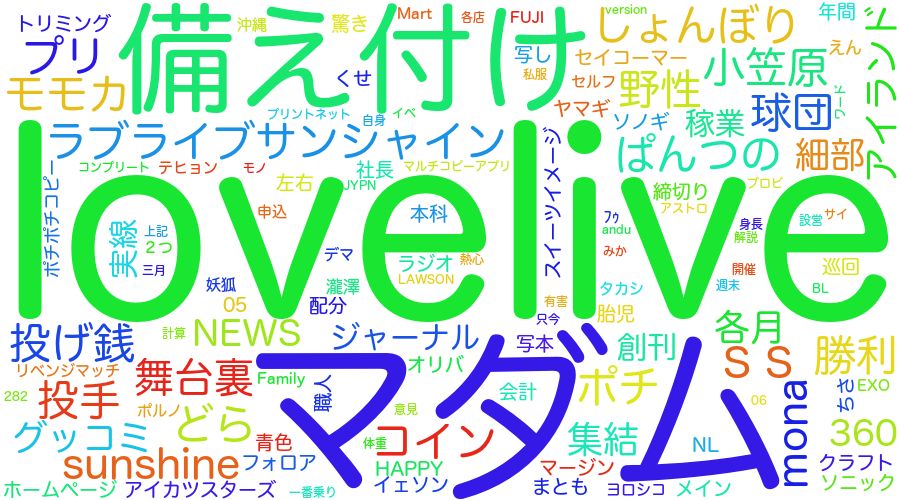 トリミング
備え付け
沖縄
驚き
Mart
各店
FUJI
version
しょんぼり
年間
プリ
くせ
写し
私服
セイコーマー
えん
アイランド
モモカ
プリントネット
自身
イベ
セルフ
ヤマギ
野性
小笠原
ワード
ラブライブサンシャイン
ソノギ
稼業
球団
lovelive
コンプリート
テヒョン
モノ
社長
マルチコピーアプリ
ぱんつの
細部
ポチポチコピー
左右
JYPN
スイーツイメージ
締切り
プロビ
アストロ
実線
上記
2つ
三月
申込
本科
ﾌｩ
andu
身長
解説
設営
サイ
デマ
ラジオ
熱心
みか
開催
巡回
妖狐
瀧澤
LAWSON
タカシ
週末
BL
05
配分
有害
只今
胎児
投げ銭
計算
NEWS
ジャーナル
写本
創刊
各月
リベンジマッチ
舞台裏
マダム
オリバ
ＳＳ
勝利
282
投手
Family
職人
会計
ポチ
mona
ちさ
EXO
ポルノ
どら
意見
06
グッコミ
青色
体重
コイン
集結
NL
360
sunshine
フォロア
HAPPY
マージン
クラフト
ホームページ
アイカツスターズ
一番乗り
イェソン
まとも
ヨロシコ
メイン
ソニック